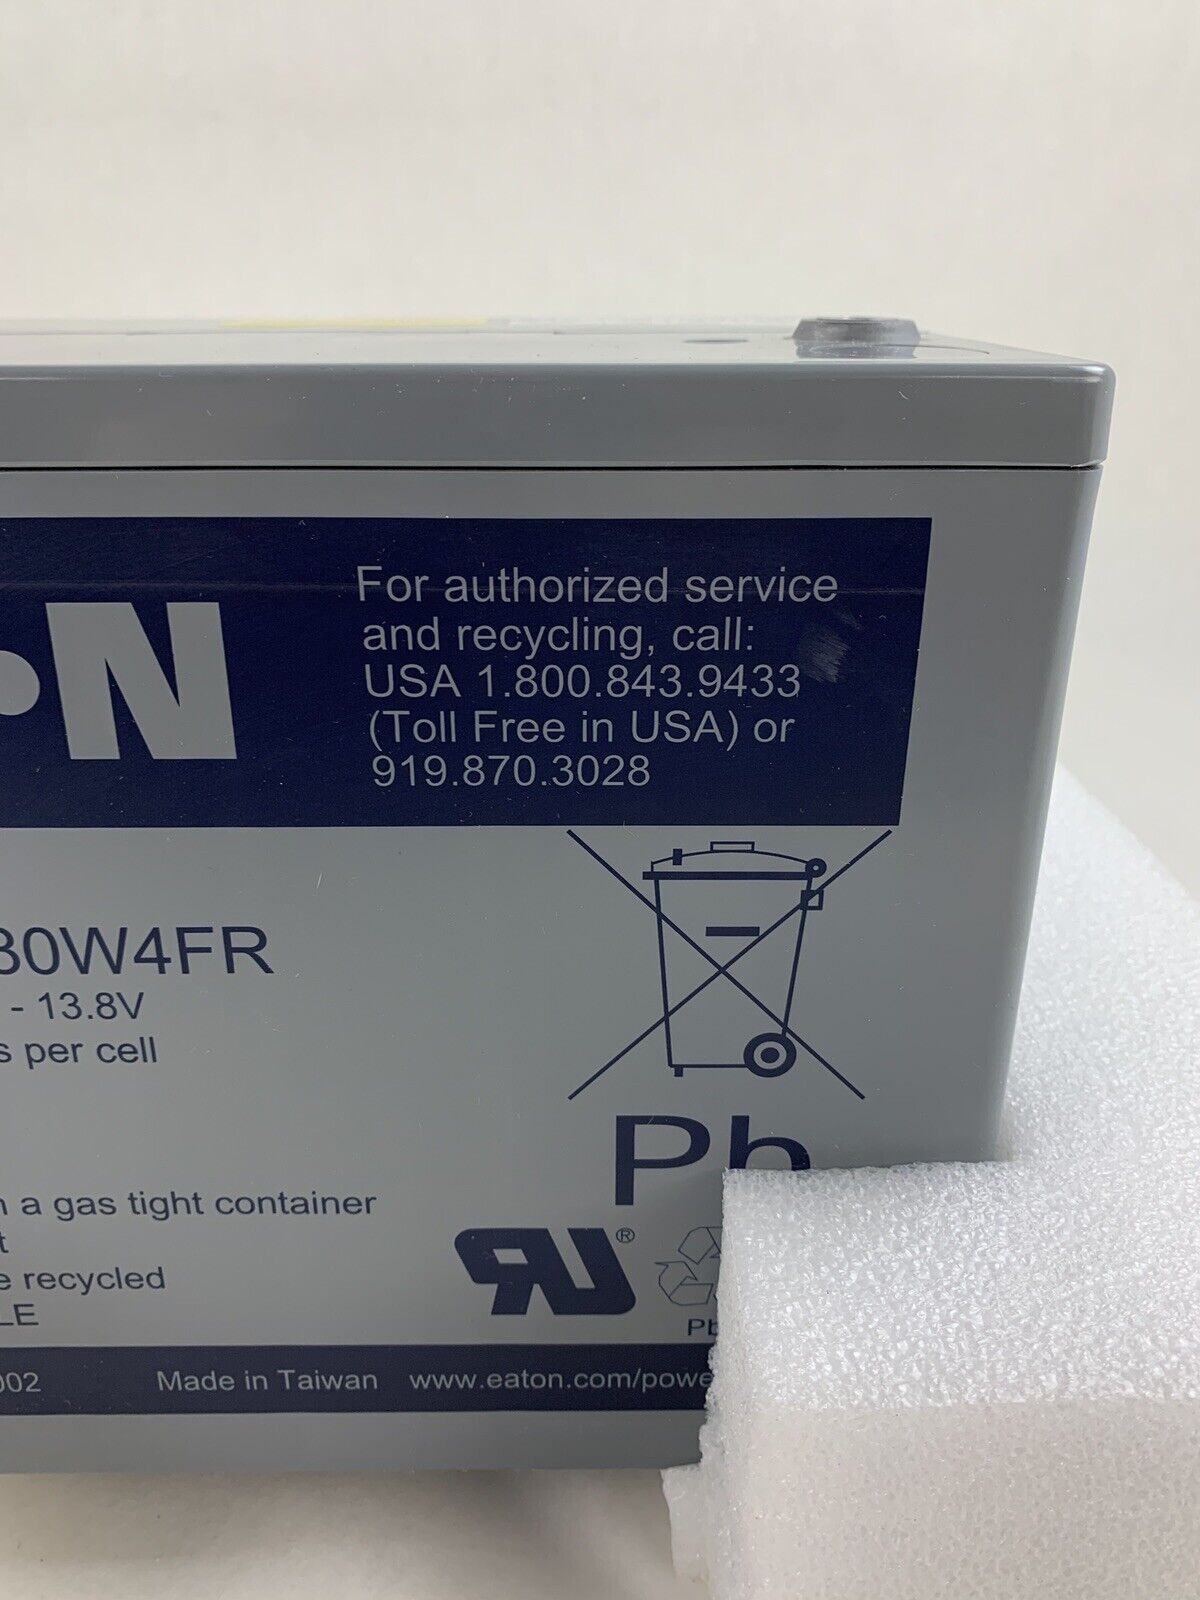 For authorized service
and recycling, call:
USA 1.800.843.9433
(Toll Free in USA) or
919.870.3028
N
30W4FR
- 13.8V
per cell
Pb
a gas tight container
recycled
®
Pb
002 Made in Taiwan www.eaton.com/powe